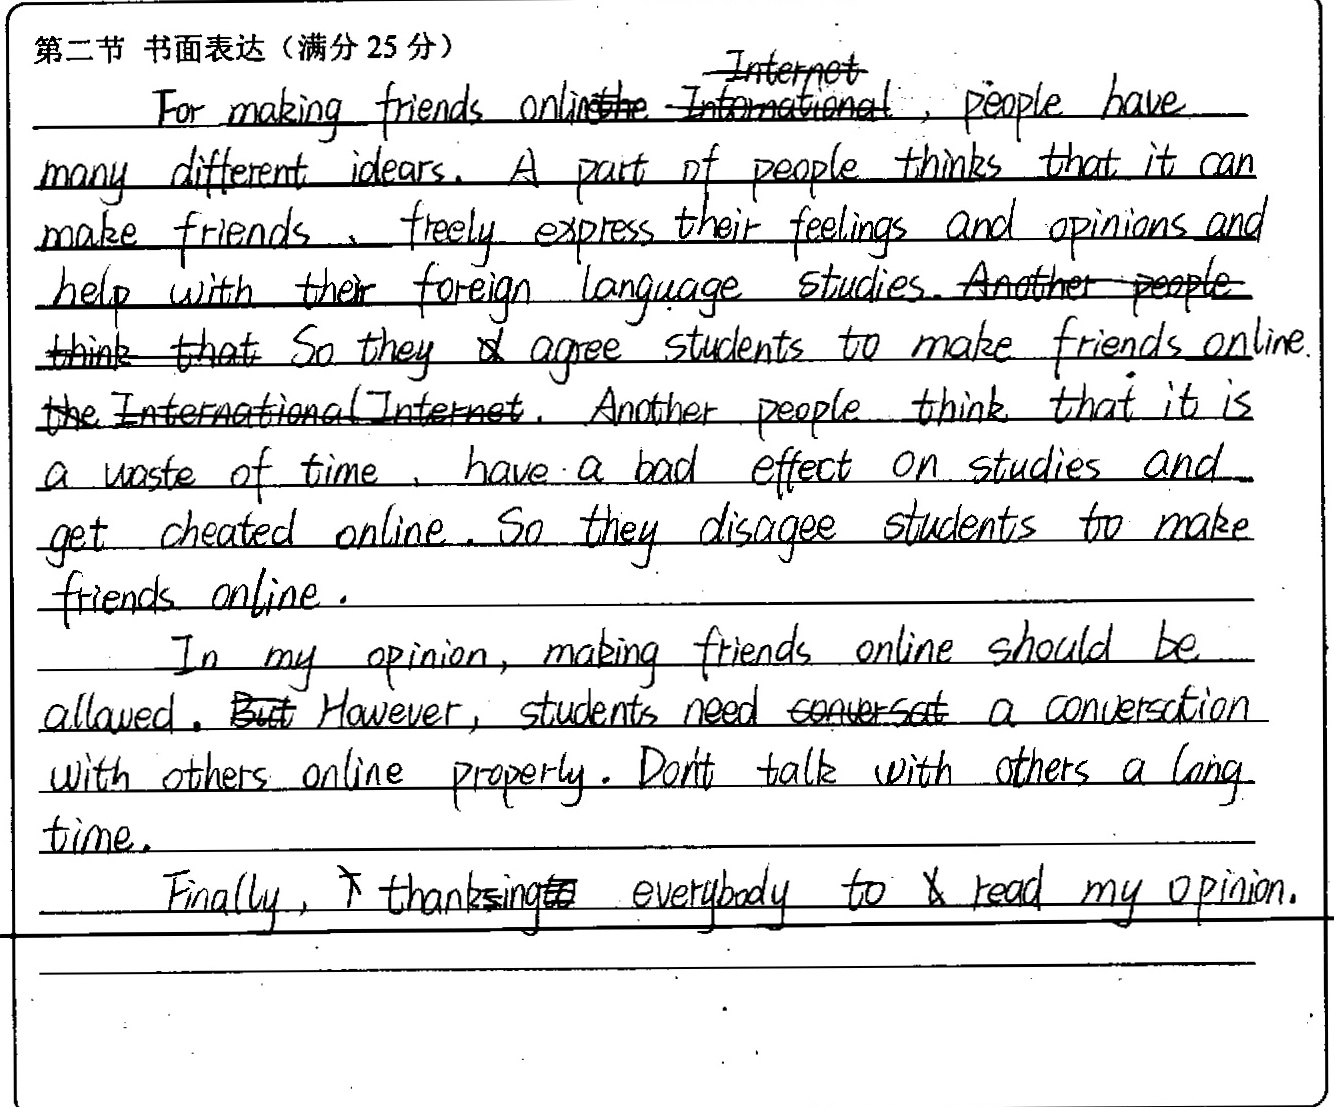 第二节 书面表达（满分 25 分）
For making friends online, people have
many different idears. A part of people thinks that it can
make friends、freely express their feelings and opinions and
help with their foreign language studies.
So they agree students to make friends online.
Another people think that it is
a waste of time, have a bad effect on studies and
get cheated online. So they disagee students to make
friends online.
In my opinion, making friends online should be
allowed. However, students need a conversation
with others online properly. Don't talk with others a long
time.
Finally, thanksing everybody to read my opinion.